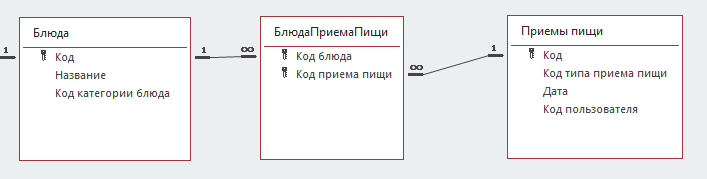 Блюда
Код
Название
Код категории блюда
БлюдаПриемаПищи
Код блюда
Код приема пищи
Приемы пищи
Код
Код типа приема пищи
Дата
Код пользователя
1
1
∞
∞
1